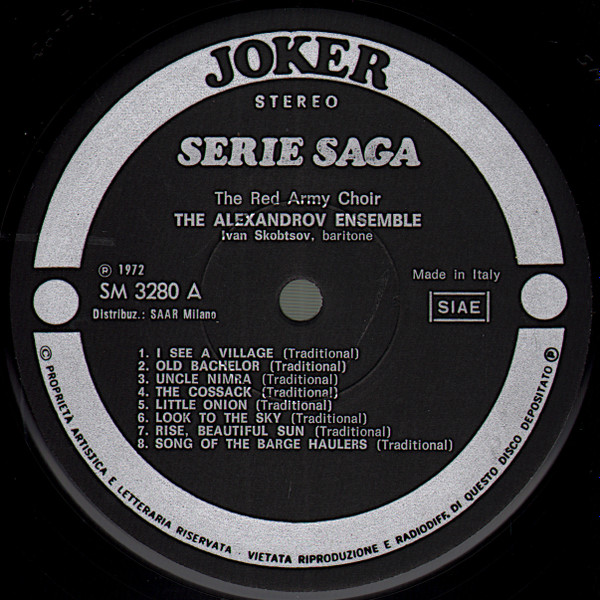 JOKER
STEREO
SERIE SAGA
The Red Army Choir
THE ALEXANDROV ENSEMBLE
Ivan Skobtsov, baritone
℗ 1972
SM 3280 A
Distribuz.: SAAR Milano
Made in Italy
SIAE
1. I SEE A VILLAGE (Traditional)
2. OLD BACHELOR (Traditional)
3. UNCLE NIMRA (Traditional)
4. THE COSSACK (Traditional)
5. LITTLE ONION (Traditional)
6. LOOK TO THE SKY (Traditional)
7. RISE, BEAUTIFUL SUN (Traditional)
8. SONG OF THE BARGE HAULERS (Traditional)
© PROPRIETÀ ARTISTICA E LETTERARIA RISERVATA - VIETATA RIPRODUZIONE E RADIODIFF. DI QUESTO DISCO DEPOSITATO ℗